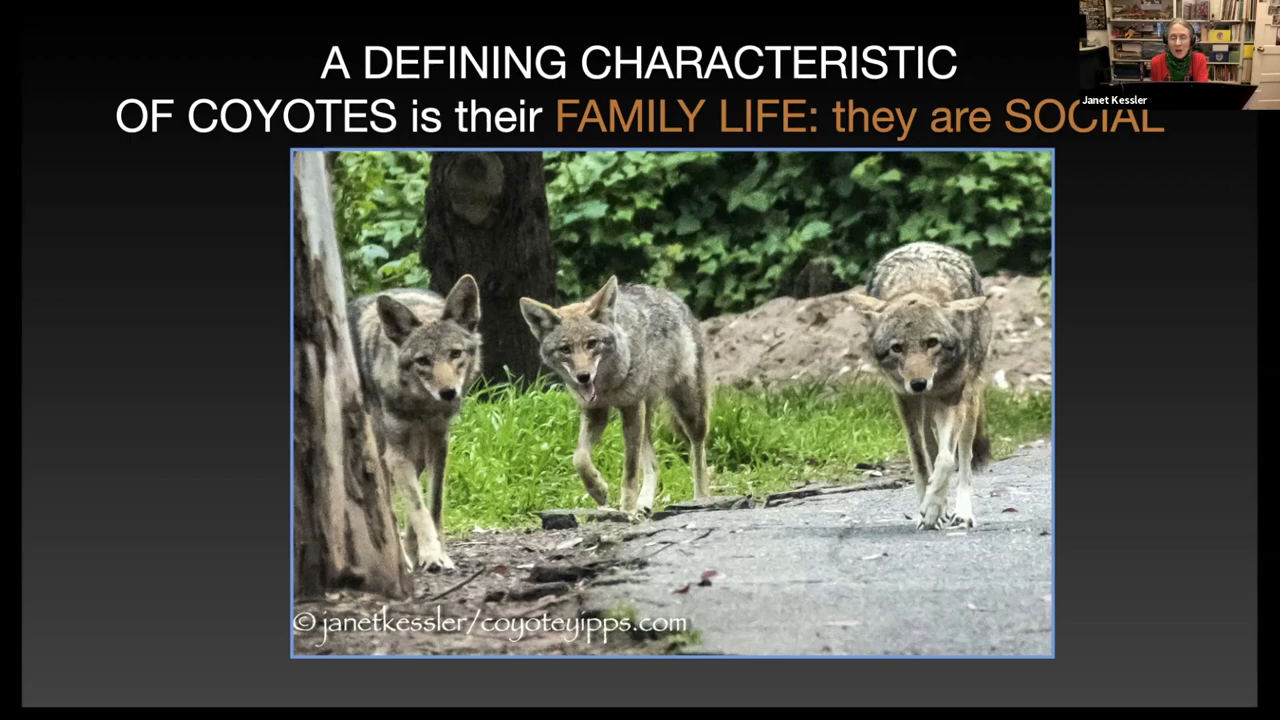 A DEFINING CHARACTERISTIC
OF COYOTES is their FAMILY LIFE: they are SOCIAL
Janet Kessler
© janetkessler/coyoteyipps.com